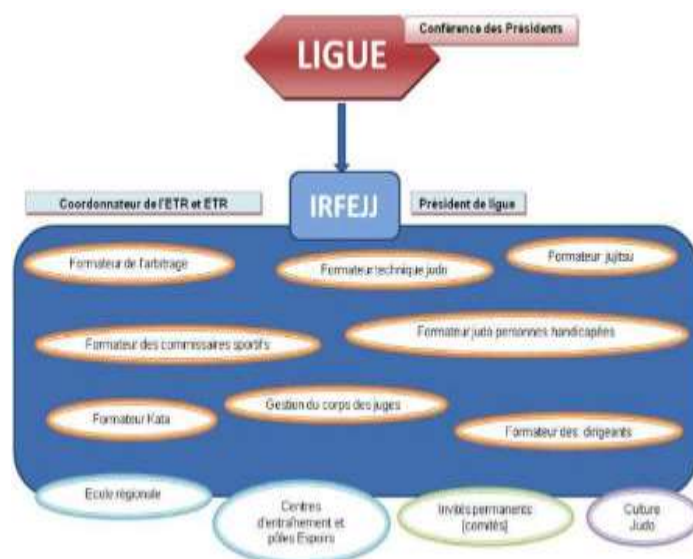 Conférence des Présidents
LIGUE
IRFEJJ
Coordonnateur de l'ETR et ETR
Président de ligue
Formateur de l'arbitrage
Formateur technique judo
Formateur jujitsu
Formateur des commissaires sportifs
Formateur judo personnes handicapées
Formateur Kata
Gestion du corps des juges
Formateur des dirigeants
Ecole régionale
Centres
d'entraînement et
pôles Espoirs
Invités permanents
[comités]
Culture
Judo